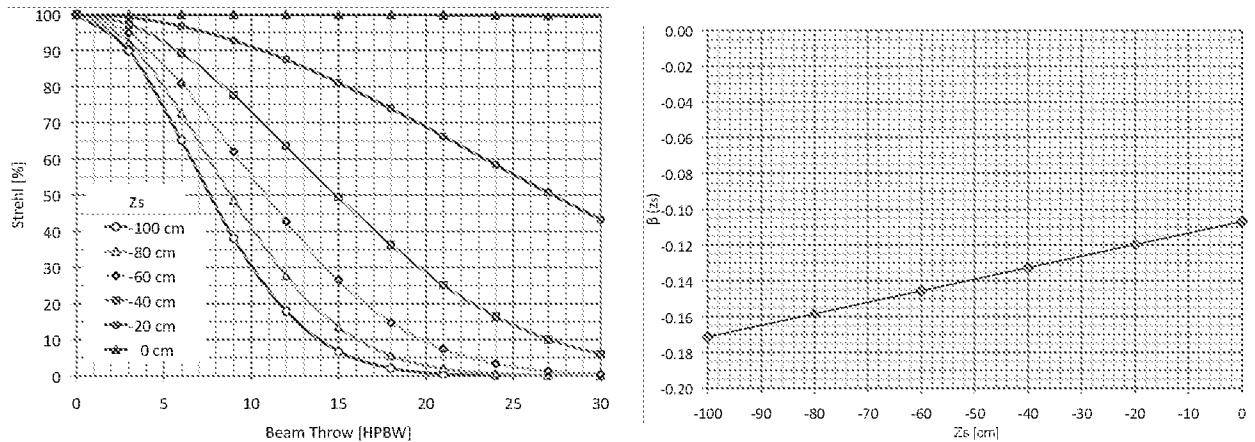 100
90
80
70
60
50
40
30
20
10
0
Strehl [%]
Zs
-100 cm
-80 cm
-60 cm
-40 cm
-20 cm
0 cm
0 5 10 15 20 25 30
Beam Throw [HPBW]
0.00
-0.02
-0.04
-0.06
-0.08
-0.10
-0.12
-0.14
-0.16
-0.18
-0.20
β (zs)
-100 -90 -80 -70 -60 -50 -40 -30 -20 -10 0
Zs [cm]